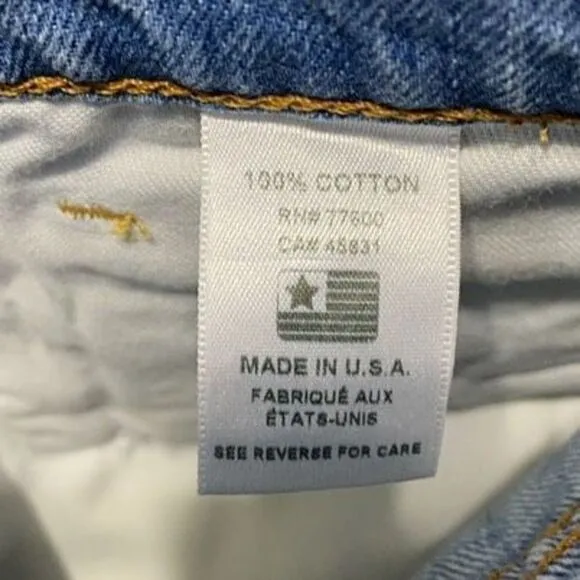 100% COTTON
RN# 77600
CA# 45831
MADE IN U.S.A.
FABRIQUÉ AUX
ÉTATS-UNIS
SEE REVERSE FOR CARE